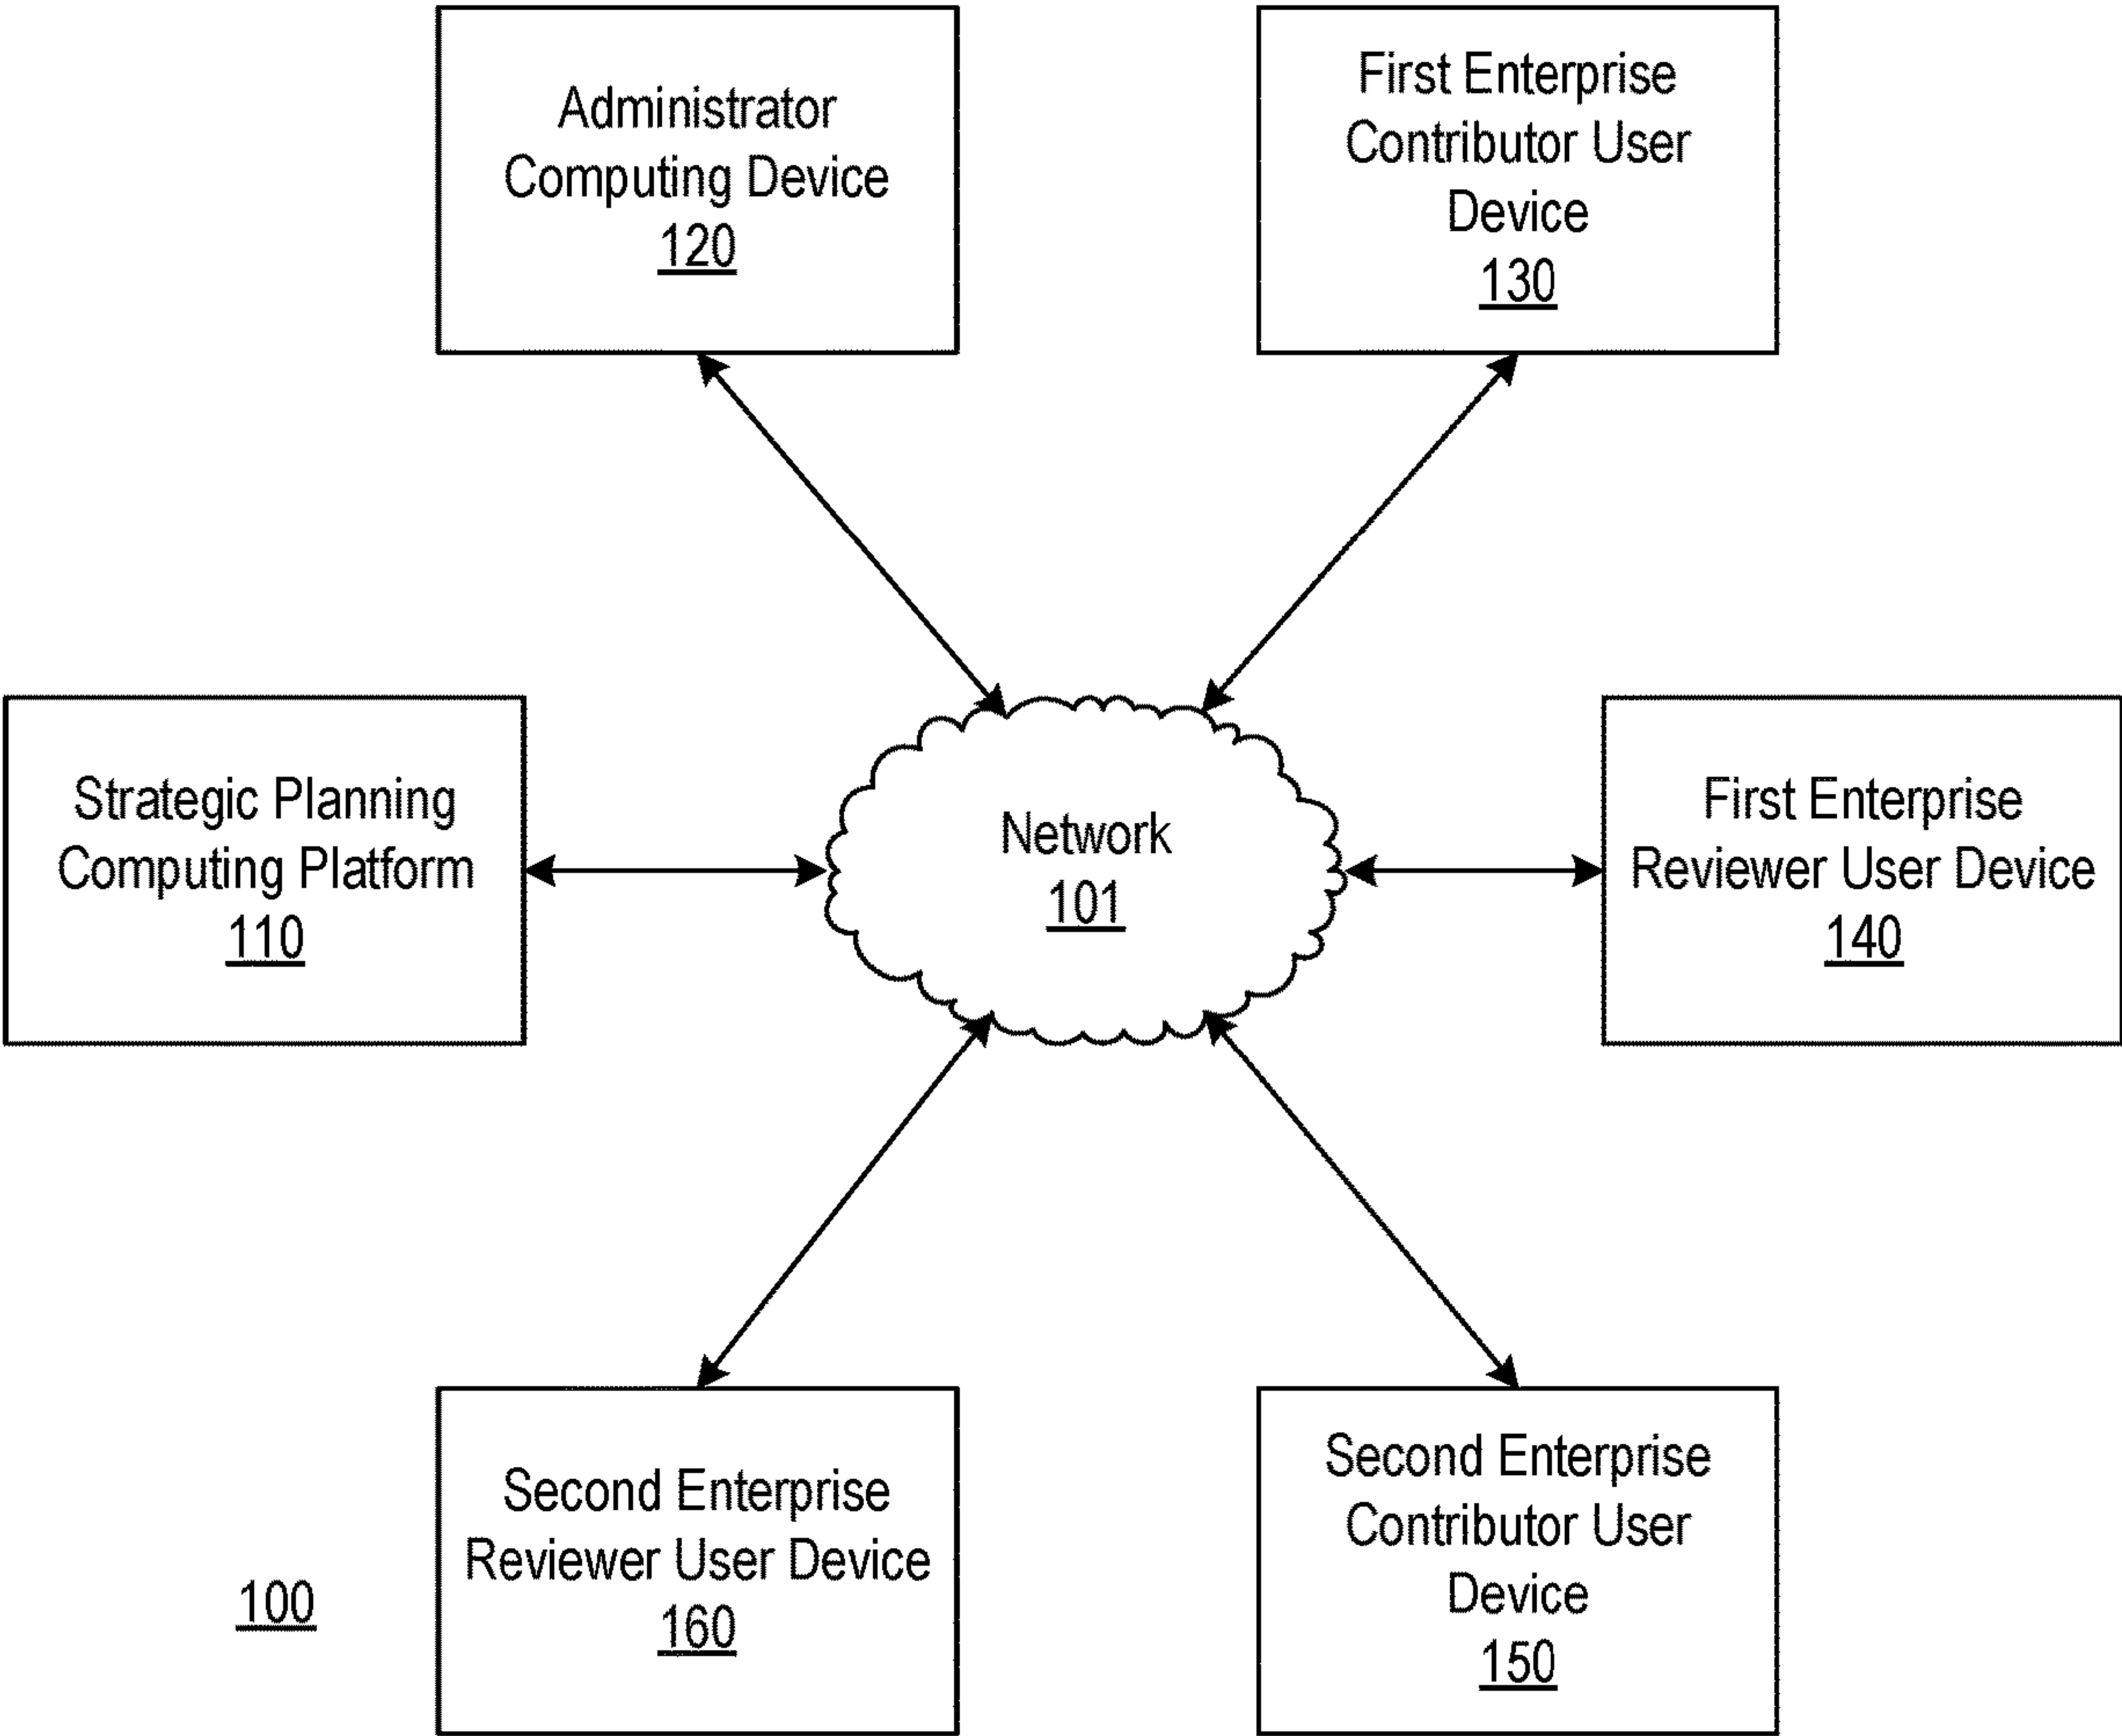 Administrator
Computing Device
120
First Enterprise
Contributor User
Device
130
Strategic Planning
Computing Platform
110
Network
101
First Enterprise
Reviewer User Device
140
Second Enterprise
Reviewer User Device
160
Second Enterprise
Contributor User
Device
150
100